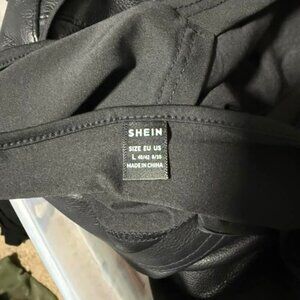 SHEIN
SIZE EU US
L 40/42 8/10
MADE IN CHINA